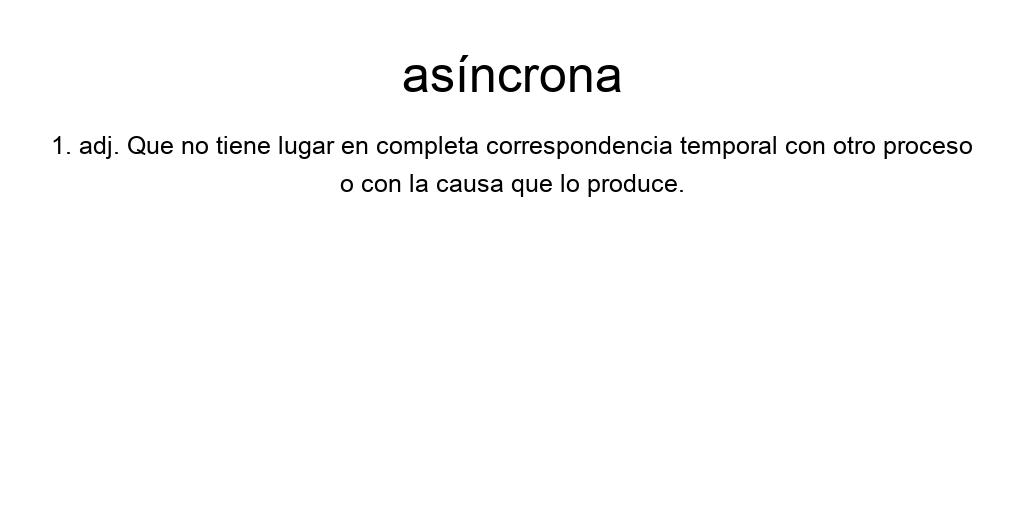 asíncrona
1. adj. Que no tiene lugar en completa correspondencia temporal con otro proceso
o con la causa que lo produce.